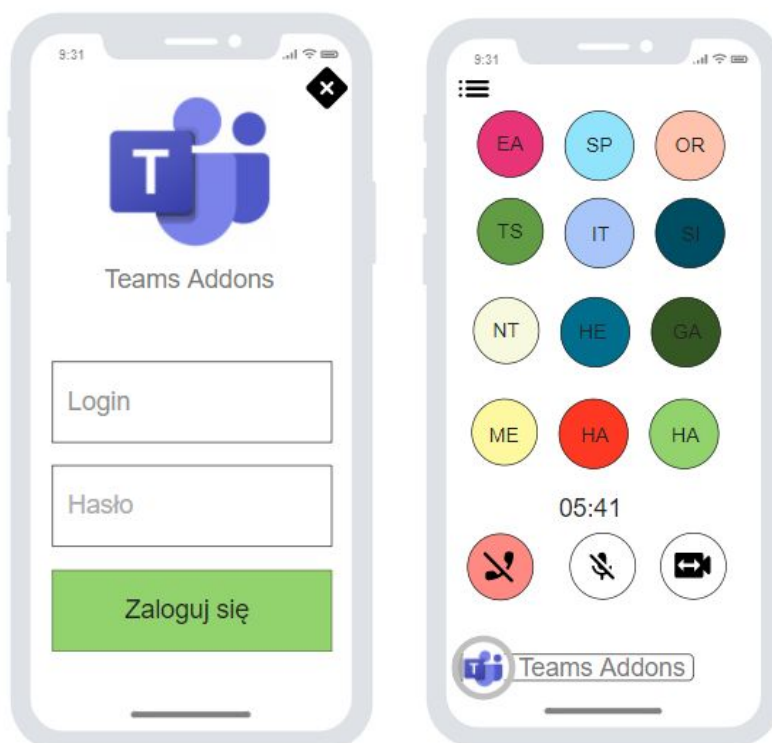 9:31
T
Teams Addons
Login
Hasło
Zaloguj się
9:31
EA SP OR
TS IT SI
NT HE GA
ME HA HA
05:41
T Teams Addons